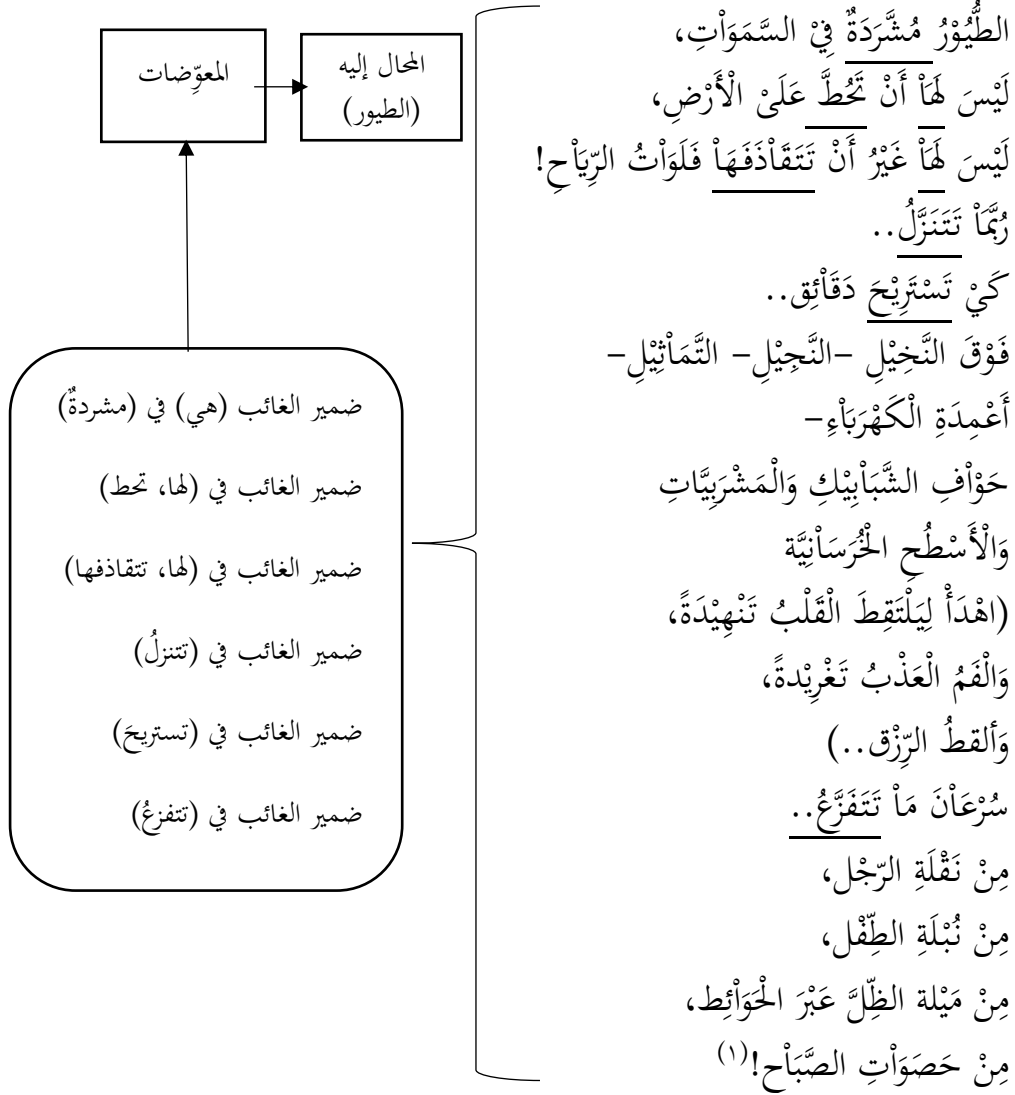 الطُّيُوْرُ مُشَّرَدَةٌ فِيْ السَّمَوَاْتِ،
لَيْسَ لَهَاْ أَنْ تَحُطَّ عَلَىْ الْأَرْضِ،
لَيْسَ لَهَاْ غَيْرُ أَنْ تَتَقَاْذَفَهَاْ فَلَوَاْتُ الرِّيَاْحِ!
رُبَّمَاْ تَتَنَزَّلُ..
كَيْ تَسْتَرِيْحَ دَقَاْئِق..
فَوْقَ النَّخِيْلِ –النَّجِيْلِ– التَّمَاْثِيْلِ–
أَعْمِدَةِ الْكَهْرَبَاْءِ–
حَوْاْفِ الشَّبَاْبِيْكِ وَالْمَشْرَبِيَّاتِ
وَالْأَسْطُحِ الْخُرَسَاْنِيَّة
(اهْدَأْ لِيَلْتَقِطَ الْقَلْبُ تَنْهِيْدَةً،
وَالْفَمُ الْعَذْبُ تَغْرِيْدةً،
وَألقطُ الرِّزْق..)
سُرْعَاْنَ مَاْ تَتَفَزَّعُ..
مِنْ نَقْلَةِ الرّجْل،
مِنْ نُبْلَةِ الطِّفْل،
مِنْ مَيْلة الظِّلَّ عَبْرَ الْحَوَاْئِط،
مِنْ حَصَوَاْتِ الصَّبَاْح!(١)
المحال إليه
(الطيور)
المعوِّضات
ضمير الغائب (هي) في (مشردةٌ)
ضمير الغائب في (لها، تحط)
ضمير الغائب في (لها، تتقاذفها)
ضمير الغائب في (تتنزلُ)
ضمير الغائب في (تستريحَ)
ضمير الغائب في (تتفزعُ)